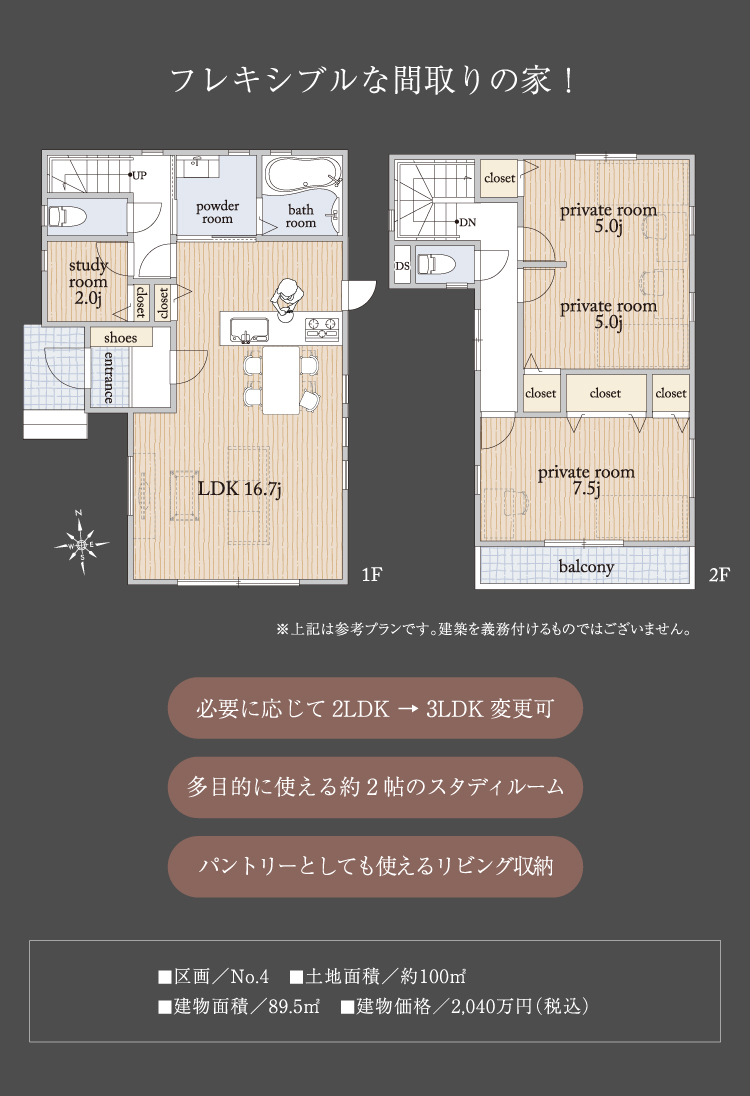 フレキシブルな間取りの家！
UP
powder
room
bath
room
study
room
2.0j
closet
closet
shoes
entrance
LDK 16.7j
N
W
E
S
1F
closet
private room
5.0j
DN
DS
private room
5.0j
closet
closet
closet
private room
7.5j
balcony
2F
※上記は参考プランです。建築を義務付けるものではございません。
必要に応じて 2LDK → 3LDK 変更可
多目的に使える約 2 帖のスタディルーム
パントリーとしても使えるリビング収納
■区画／No.4　■土地面積／約100㎡
■建物面積／89.5㎡　■建物価格／2,040万円（税込）